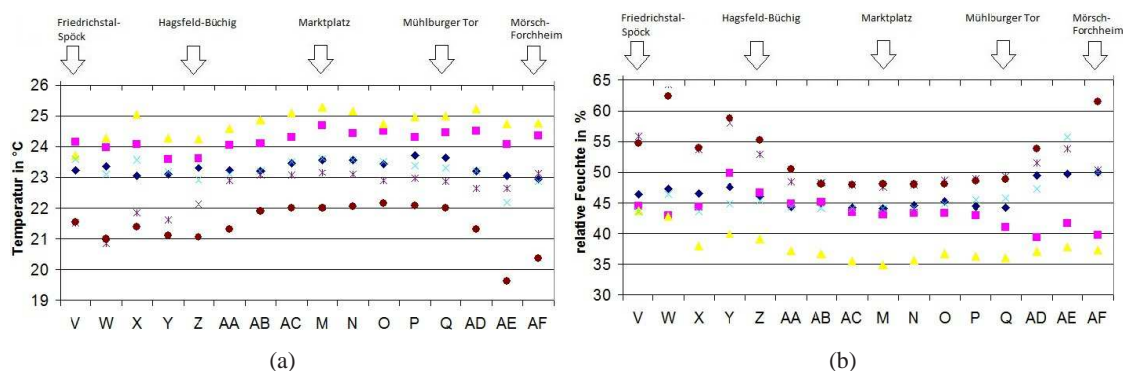 Friedrichstal-
Spöck
Hagsfeld-Büchig
Marktplatz
Mühlburger Tor
Mörsch-
Forchheim
Temperatur in °C
26
25
24
23
22
21
20
19
V W X Y Z AA AB AC M N O P Q AD AE AF
(a)
Friedrichstal-
Spöck
Hagsfeld-Büchig
Marktplatz
Mühlburger Tor
Mörsch-
Forchheim
relative Feuchte in %
65
60
55
50
45
40
35
30
V W X Y Z AA AB AC M N O P Q AD AE AF
(b)